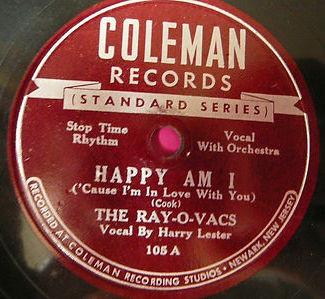 COLEMAN
RECORDS
(STANDARD SERIES)
Stop Time
Rhythm
Vocal
With Orchestra
HAPPY AM I
('Cause I'm In Love With You)
(Cook)
THE RAY-O-VACS
Vocal By Harry Lester
105 A
RECORDED AT COLEMAN RECORDING STUDIOS • NEWARK, NEW JERSEY